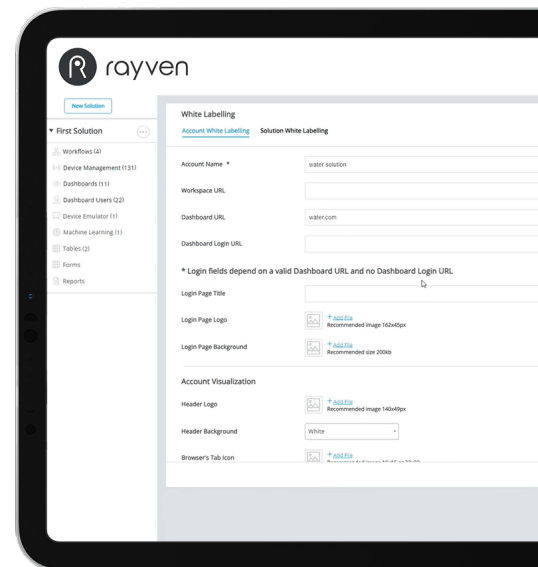 rayven
New Solution
First Solution
Workflows (4)
Device Management (131)
Dashboards (11)
Dashboard Users (22)
Device Emulator (1)
Machine Learning (1)
Tables (2)
Forms
Reports
White Labelling
Account White Labelling Solution White Labelling
Account Name * water solution
Workspace URL
Dashboard URL water.com
Dashboard Login URL
* Login fields depend on a valid Dashboard URL and no Dashboard Login URL
Login Page Title
Login Page Logo + Add File
Recommended image 162x45px
Login Page Background + Add File
Recommended size 200kb
Account Visualization
Header Logo + Add File
Recommended image 140x49px
Header Background White
Browser's Tab Icon + Add File